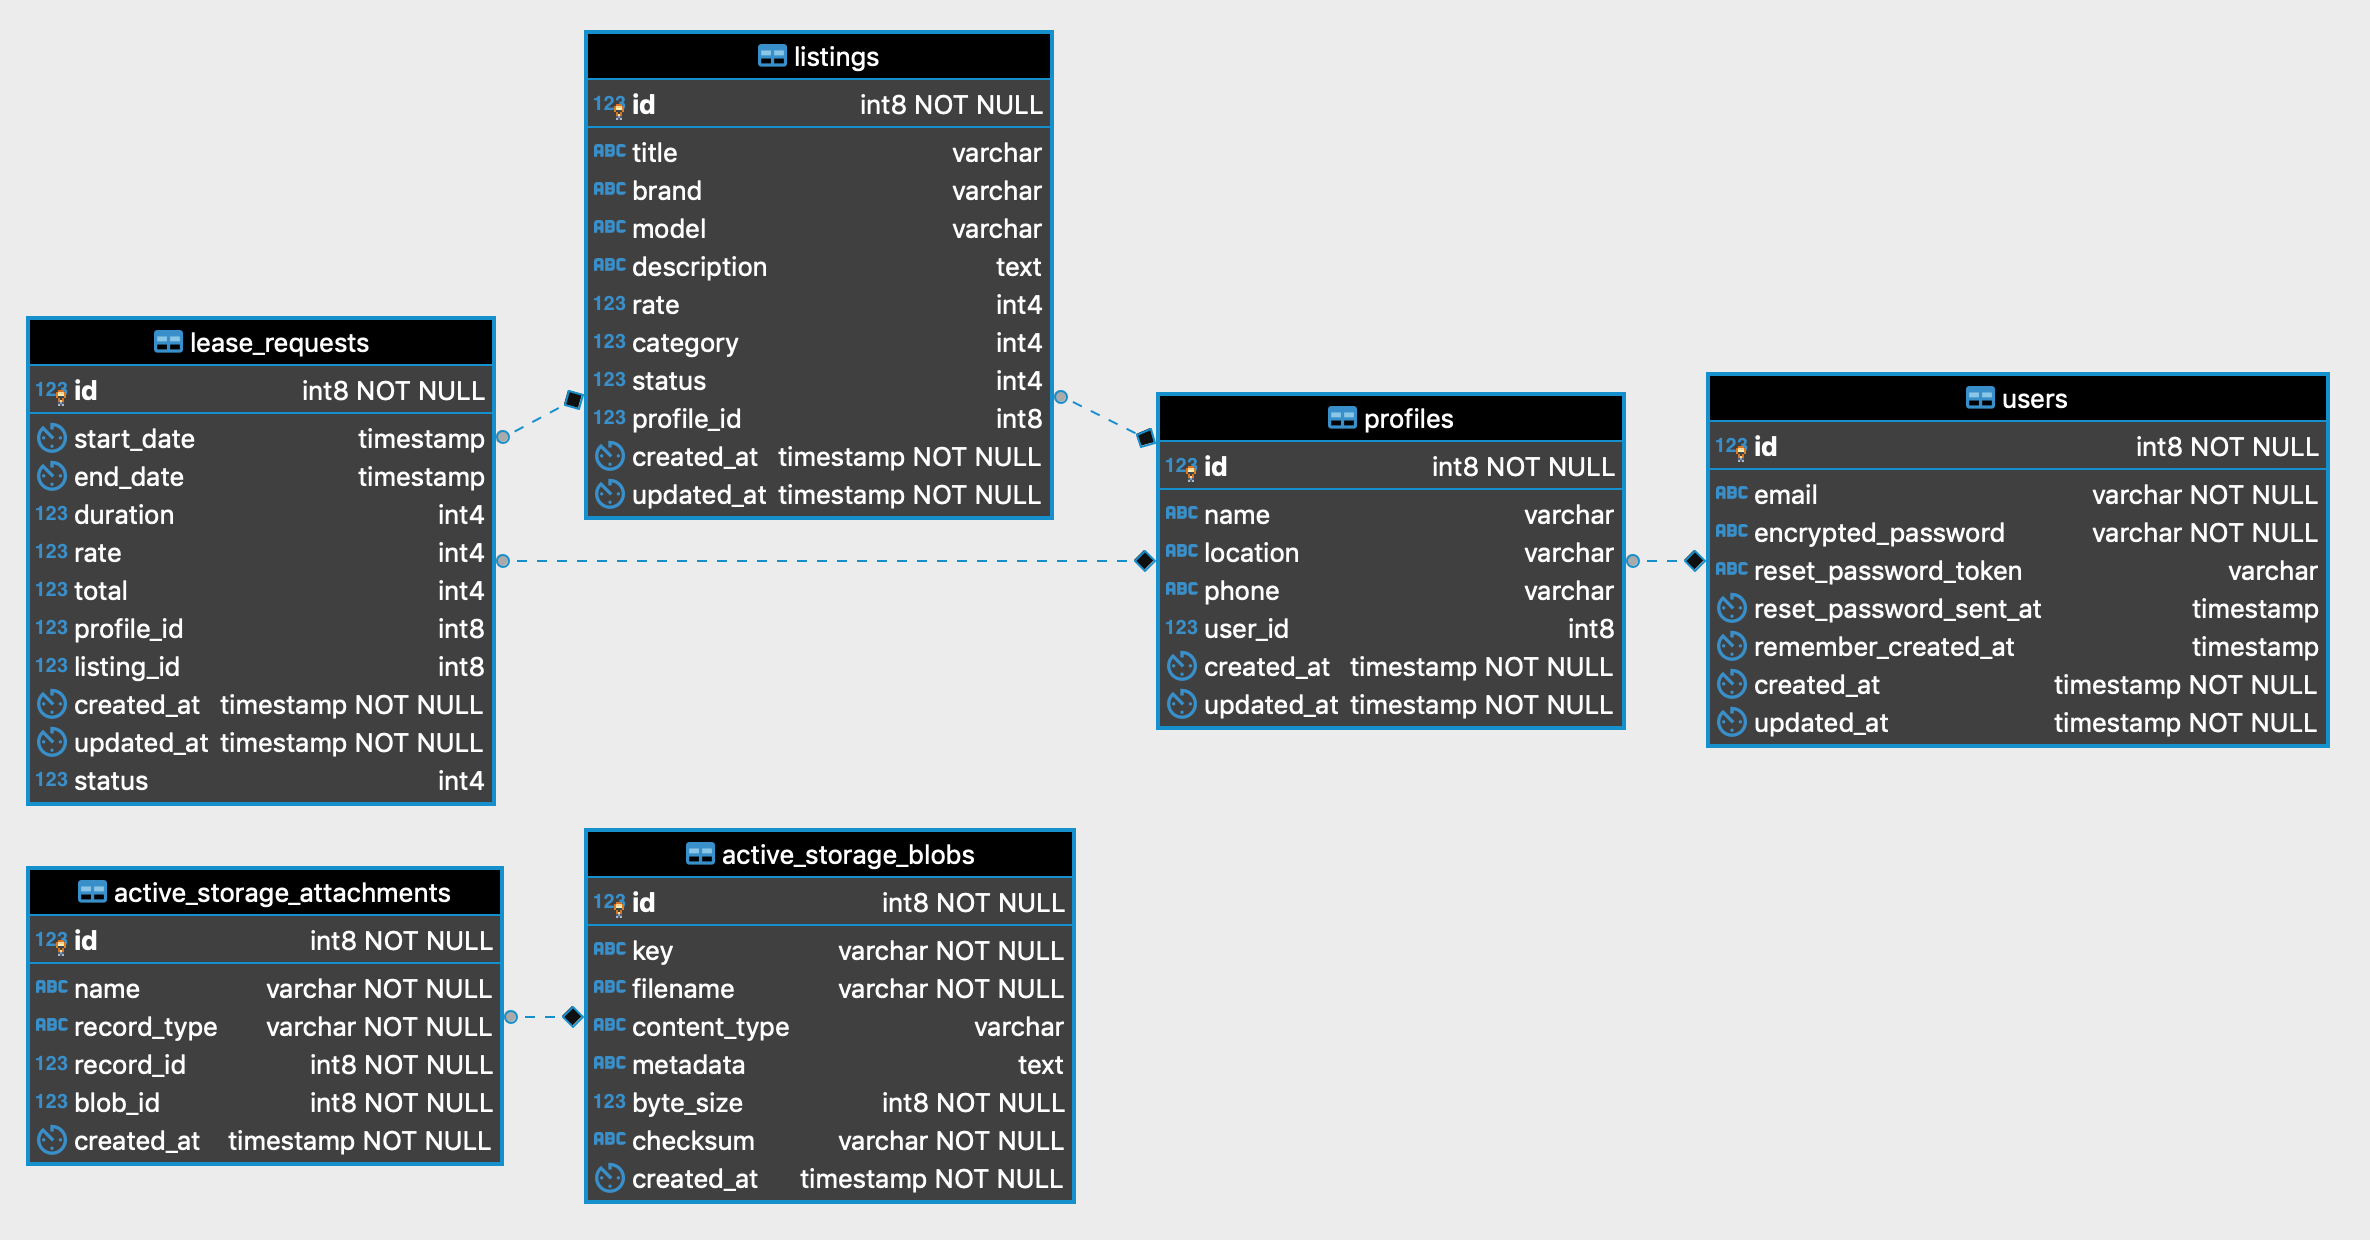 listings
123 id int8 NOT NULL
ABC title varchar
ABC brand varchar
ABC model varchar
ABC description text
123 rate int4
123 category int4
123 status int4
123 profile_id int8
created_at timestamp NOT NULL
updated_at timestamp NOT NULL
lease_requests
123 id int8 NOT NULL
start_date timestamp
end_date timestamp
123 duration int4
123 rate int4
123 total int4
123 profile_id int8
123 listing_id int8
created_at timestamp NOT NULL
updated_at timestamp NOT NULL
123 status int4
profiles
123 id int8 NOT NULL
ABC name varchar
ABC location varchar
ABC phone varchar
123 user_id int8
created_at timestamp NOT NULL
updated_at timestamp NOT NULL
users
123 id int8 NOT NULL
ABC email varchar NOT NULL
ABC encrypted_password varchar NOT NULL
ABC reset_password_token varchar
reset_password_sent_at timestamp
remember_created_at timestamp
created_at timestamp NOT NULL
updated_at timestamp NOT NULL
active_storage_attachments
123 id int8 NOT NULL
ABC name varchar NOT NULL
ABC record_type varchar NOT NULL
123 record_id int8 NOT NULL
123 blob_id int8 NOT NULL
created_at timestamp NOT NULL
active_storage_blobs
123 id int8 NOT NULL
ABC key varchar NOT NULL
ABC filename varchar NOT NULL
ABC content_type varchar
ABC metadata text
123 byte_size int8 NOT NULL
ABC checksum varchar NOT NULL
created_at timestamp NOT NULL